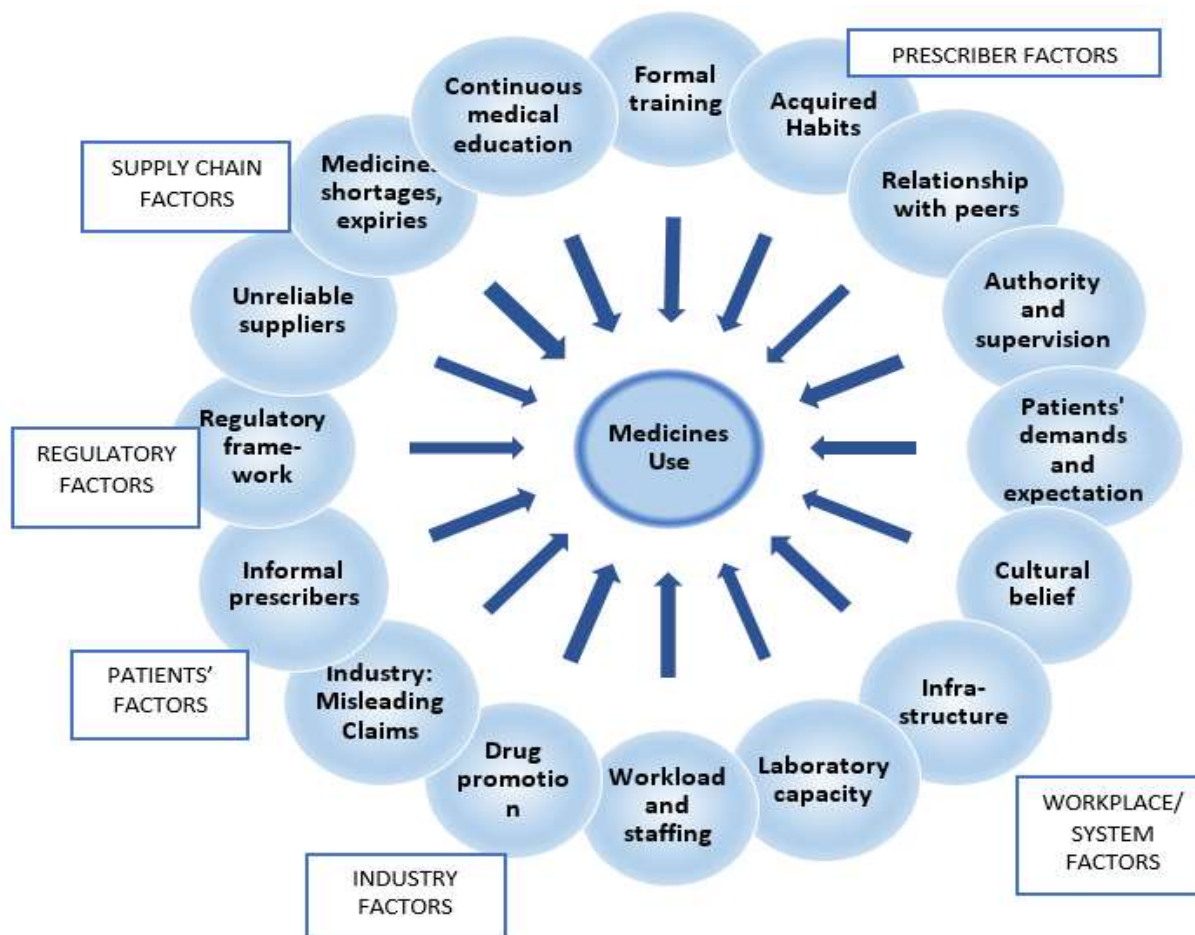 PRESCRIBER FACTORS
Formal
training
Acquired
Habits
Relationship
with peers
Authority
and
supervision
Patients'
demands
and
expectation
Cultural
belief
Infra-
structure
WORKPLACE/
SYSTEM
FACTORS
Laboratory
capacity
Workload
and
staffing
Drug
promotio
n
INDUSTRY
FACTORS
Industry:
Misleading
Claims
PATIENTS’
FACTORS
Informal
prescribers
REGULATORY
FACTORS
Regulatory
frame-
work
Unreliable
suppliers
SUPPLY CHAIN
FACTORS
Medicines
shortages,
expiries
Continuous
medical
education
Medicines
Use